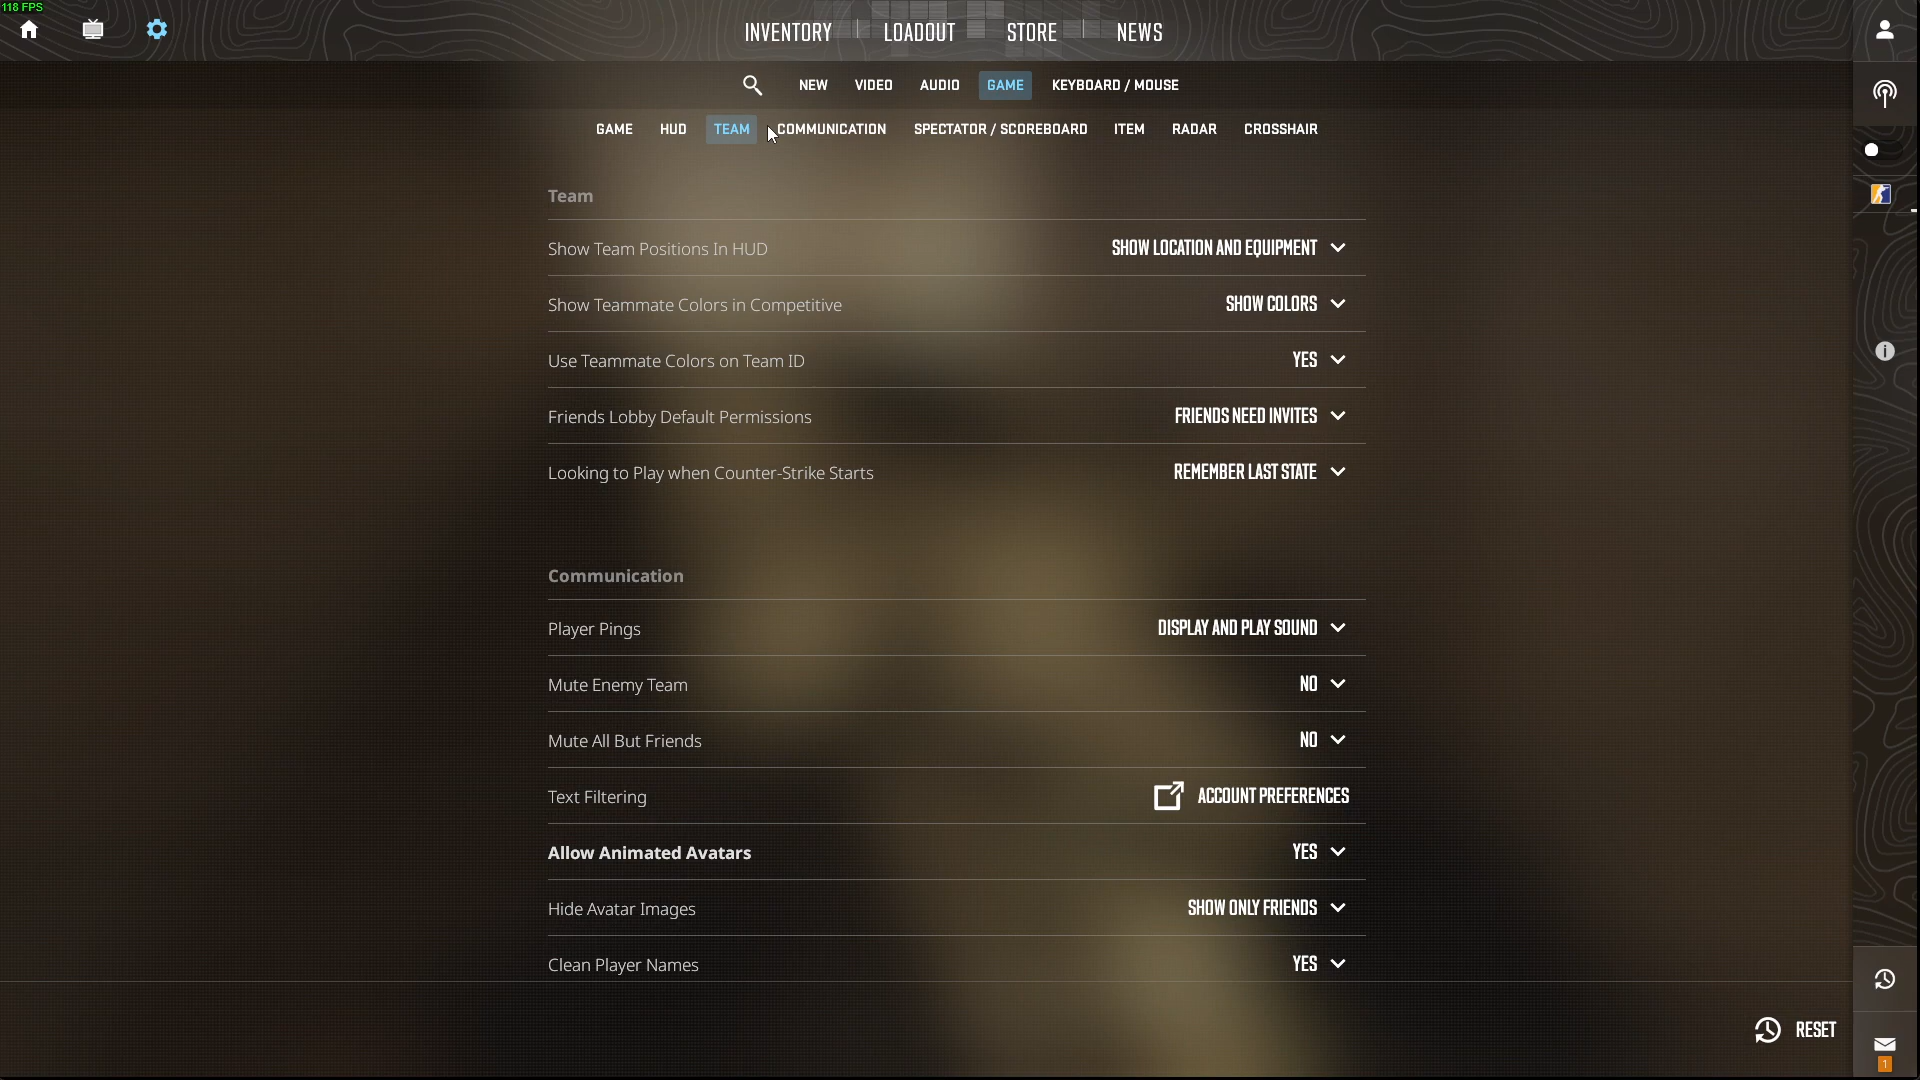 118 FPS
INVENTORY LOADOUT STORE NEWS
NEW VIDEO AUDIO GAME KEYBOARD / MOUSE
GAME HUD TEAM COMMUNICATION SPECTATOR / SCOREBOARD ITEM RADAR CROSSHAIR
Team
Show Team Positions In HUD SHOW LOCATION AND EQUIPMENT
Show Teammate Colors in Competitive SHOW COLORS
Use Teammate Colors on Team ID YES
Friends Lobby Default Permissions FRIENDS NEED INVITES
Looking to Play when Counter-Strike Starts REMEMBER LAST STATE
Communication
Player Pings DISPLAY AND PLAY SOUND
Mute Enemy Team NO
Mute All But Friends NO
Text Filtering ACCOUNT PREFERENCES
Allow Animated Avatars YES
Hide Avatar Images SHOW ONLY FRIENDS
Clean Player Names YES
RESET
1